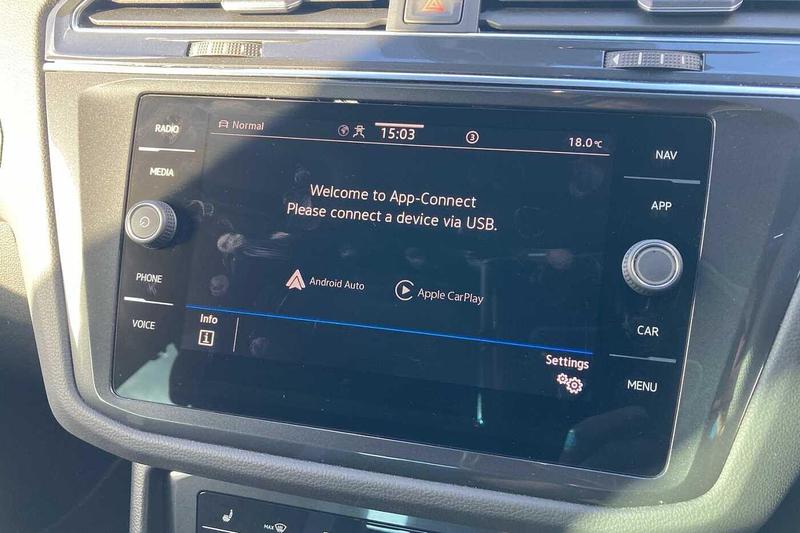 RADIO
MEDIA
PHONE
VOICE
Normal
15:03
3
18.0°C
Welcome to App-Connect
Please connect a device via USB.
Android Auto
Apple CarPlay
Info
i
Settings
NAV
APP
CAR
MENU
MAX